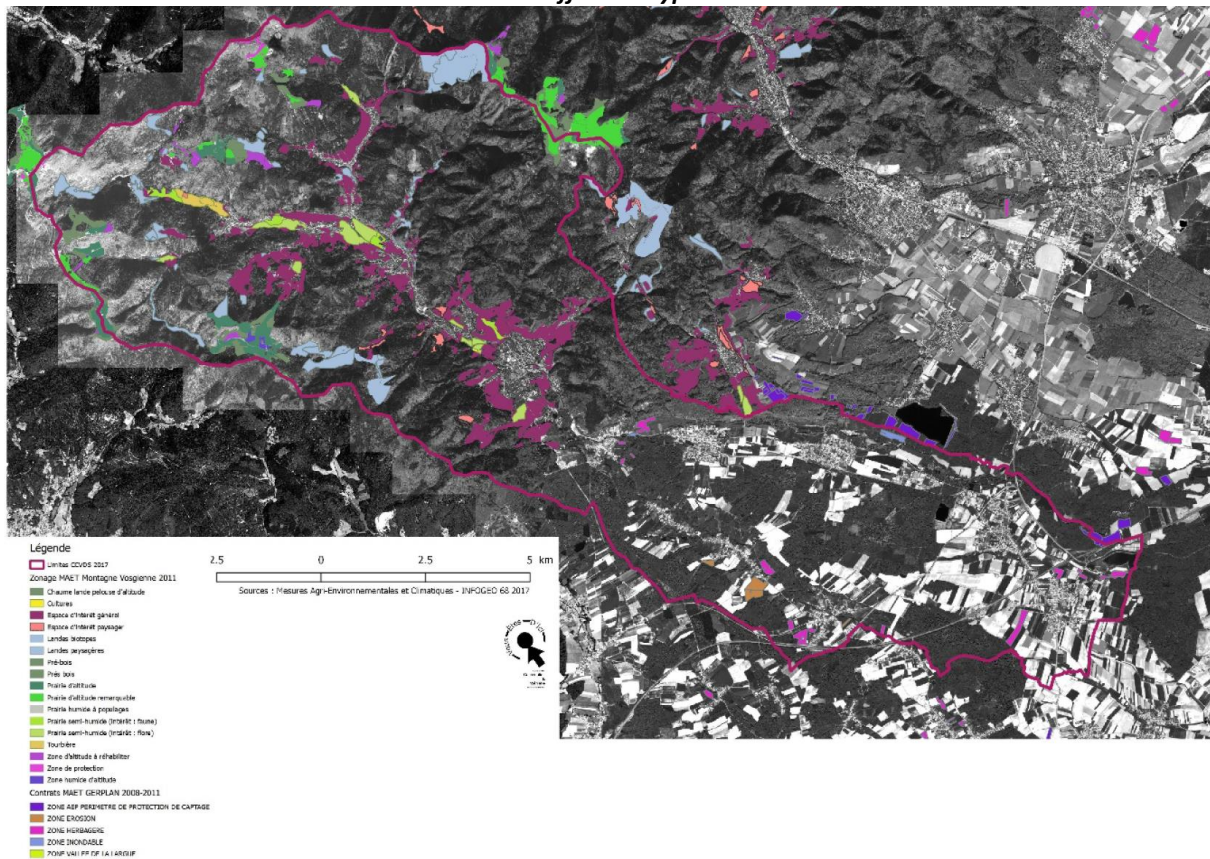 Légende
Limites CCVDS 2017
Zonage MAET Montagne Vosgienne 2011
Chaume lande pelouse d'altitude
Cultures
Espace d'intérêt général
Espace d'intérêt paysager
Landes biotopes
Landes paysagères
Pré-bois
Prés bois
Prairie d'altitude
Prairie d'altitude remarquable
Prairie humide à populages
Prairie semi-humide (intérêt : faune)
Prairie semi-humide (intérêt : flore)
Tourbière
Zone d'altitude à réhabiliter
Zone de protection
Zone humide d'altitude
Contrats MAET GERPLAN 2008-2011
ZONE AEP PERIMETRE DE PROTECTION DE CAPTAGE
ZONE EROSION
ZONE HERBAGERE
ZONE INONDABLE
ZONE VALLEE DE LA LARGUE
2.5 0 2.5 5 km
Sources : Mesures Agri-Environnementales et Climatiques - INFOGEO 68 2017
Vous Etes D'ici